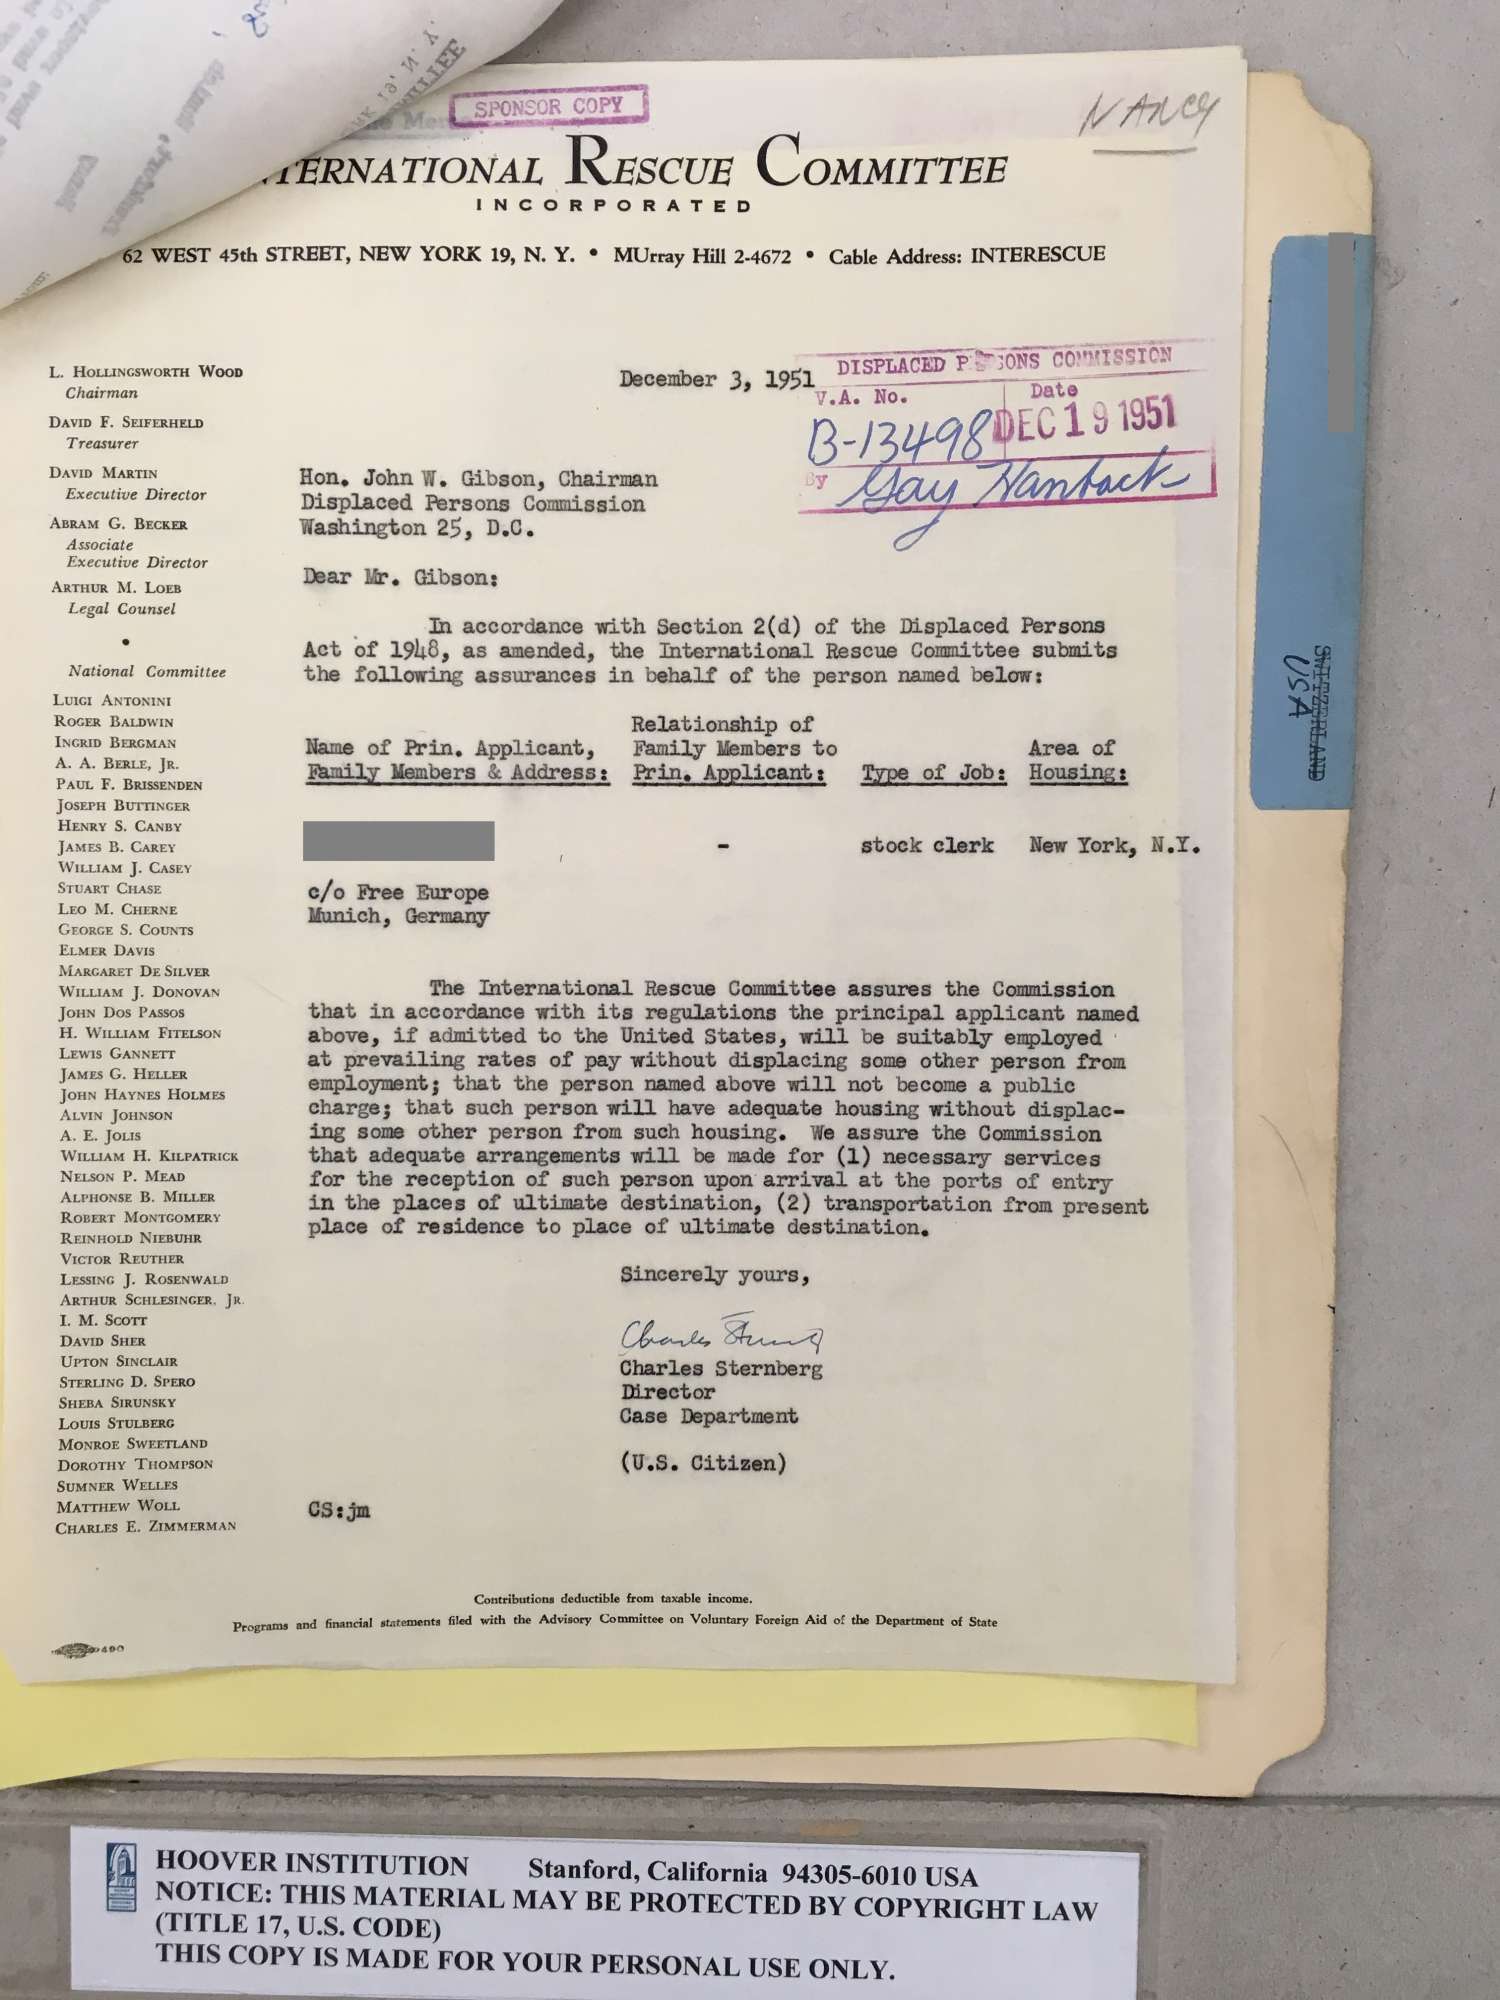 SPONSOR COPY
NANCY
TERNATIONAL RESCUE COMMITTEE
INCORPORATED
62 WEST 45th STREET, NEW YORK 19, N. Y. • MUrray Hill 2-4672 • Cable Address: INTERESCUE
L. HOLLINGSWORTH WOOD
Chairman
DAVID F. SEIFERHELD
Treasurer
DAVID MARTIN
Executive Director
ABRAM G. BECKER
Associate
Executive Director
ARTHUR M. LOEB
Legal Counsel
•
National Committee
LUIGI ANTONINI
ROGER BALDWIN
INGRID BERGMAN
A. A. BERLE, JR.
PAUL F. BRISSENDEN
JOSEPH BUTTINGER
HENRY S. CANBY
JAMES B. CAREY
WILLIAM J. CASEY
STUART CHASE
LEO M. CHERNE
GEORGE S. COUNTS
ELMER DAVIS
MARGARET DE SILVER
WILLIAM J. DONOVAN
JOHN DOS PASSOS
H. WILLIAM FITELSON
LEWIS GANNETT
JAMES G. HELLER
JOHN HAYNES HOLMES
ALVIN JOHNSON
A. E. JOLIS
WILLIAM H. KILPATRICK
NELSON P. MEAD
ALPHONSE B. MILLER
ROBERT MONTGOMERY
REINHOLD NIEBUHR
VICTOR REUTHER
LESSING J. ROSENWALD
ARTHUR SCHLESINGER, JR.
I. M. SCOTT
DAVID SHER
UPTON SINCLAIR
STERLING D. SPERO
SHEBA SIRUNSKY
LOUIS STULBERG
MONROE SWEETLAND
DOROTHY THOMPSON
SUMNER WELLES
MATTHEW WOLL
CHARLES E. ZIMMERMAN
December 3, 1951
DISPLACED PERSONS COMMISSION
V.A. No. Date
B-13498 DEC 19 1951
By Gay Hanback
Hon. John W. Gibson, Chairman
Displaced Persons Commission
Washington 25, D.C.
Dear Mr. Gibson:
In accordance with Section 2(d) of the Displaced Persons
Act of 1948, as amended, the International Rescue Committee submits
the following assurances in behalf of the person named below:
Relationship of
Name of Prin. Applicant, Family Members to Area of
Family Members & Address: Prin. Applicant: Type of Job: Housing:
- stock clerk New York, N.Y.
c/o Free Europe
Munich, Germany
The International Rescue Committee assures the Commission
that in accordance with its regulations the principal applicant named
above, if admitted to the United States, will be suitably employed
at prevailing rates of pay without displacing some other person from
employment; that the person named above will not become a public
charge; that such person will have adequate housing without displac-
ing some other person from such housing. We assure the Commission
that adequate arrangements will be made for (1) necessary services
for the reception of such person upon arrival at the ports of entry
in the places of ultimate destination, (2) transportation from present
place of residence to place of ultimate destination.
Sincerely yours,
Charles Sternberg
Charles Sternberg
Director
Case Department
(U.S. Citizen)
CS:jm
Contributions deductible from taxable income.
Programs and financial statements filed with the Advisory Committee on Voluntary Foreign Aid of the Department of State
490
SWITZERLAND
USA
HOOVER INSTITUTION Stanford, California 94305-6010 USA
NOTICE: THIS MATERIAL MAY BE PROTECTED BY COPYRIGHT LAW
(TITLE 17, U.S. CODE)
THIS COPY IS MADE FOR YOUR PERSONAL USE ONLY.